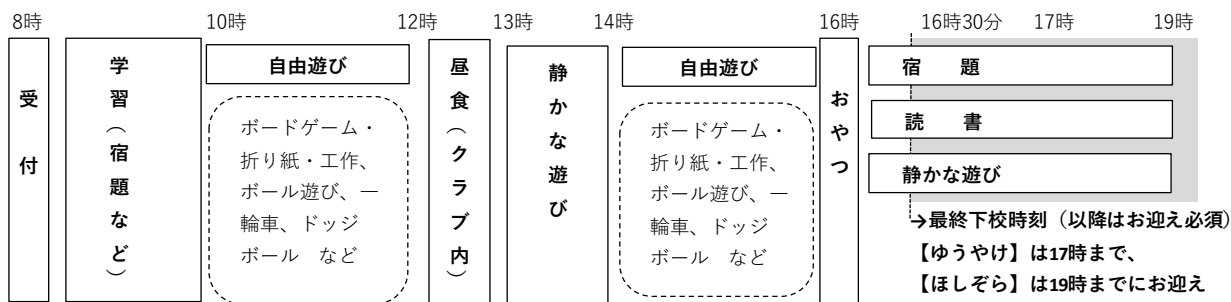 8時 10時 12時 13時 14時 16時 16時30分 17時 19時
受付
学習（宿題など）
自由遊び
ボードゲーム・
折り紙・工作、
ボール遊び、一
輪車、ドッジ
ボール　など
昼食（クラブ内）
静かな遊び
自由遊び
ボードゲーム・
折り紙・工作、
ボール遊び、一
輪車、ドッジ
ボール　など
おやつ
宿　題
読　書
静かな遊び
→最終下校時刻（以降はお迎え必須）
【ゆうやけ】は17時まで、
【ほしぞら】は19時までにお迎え